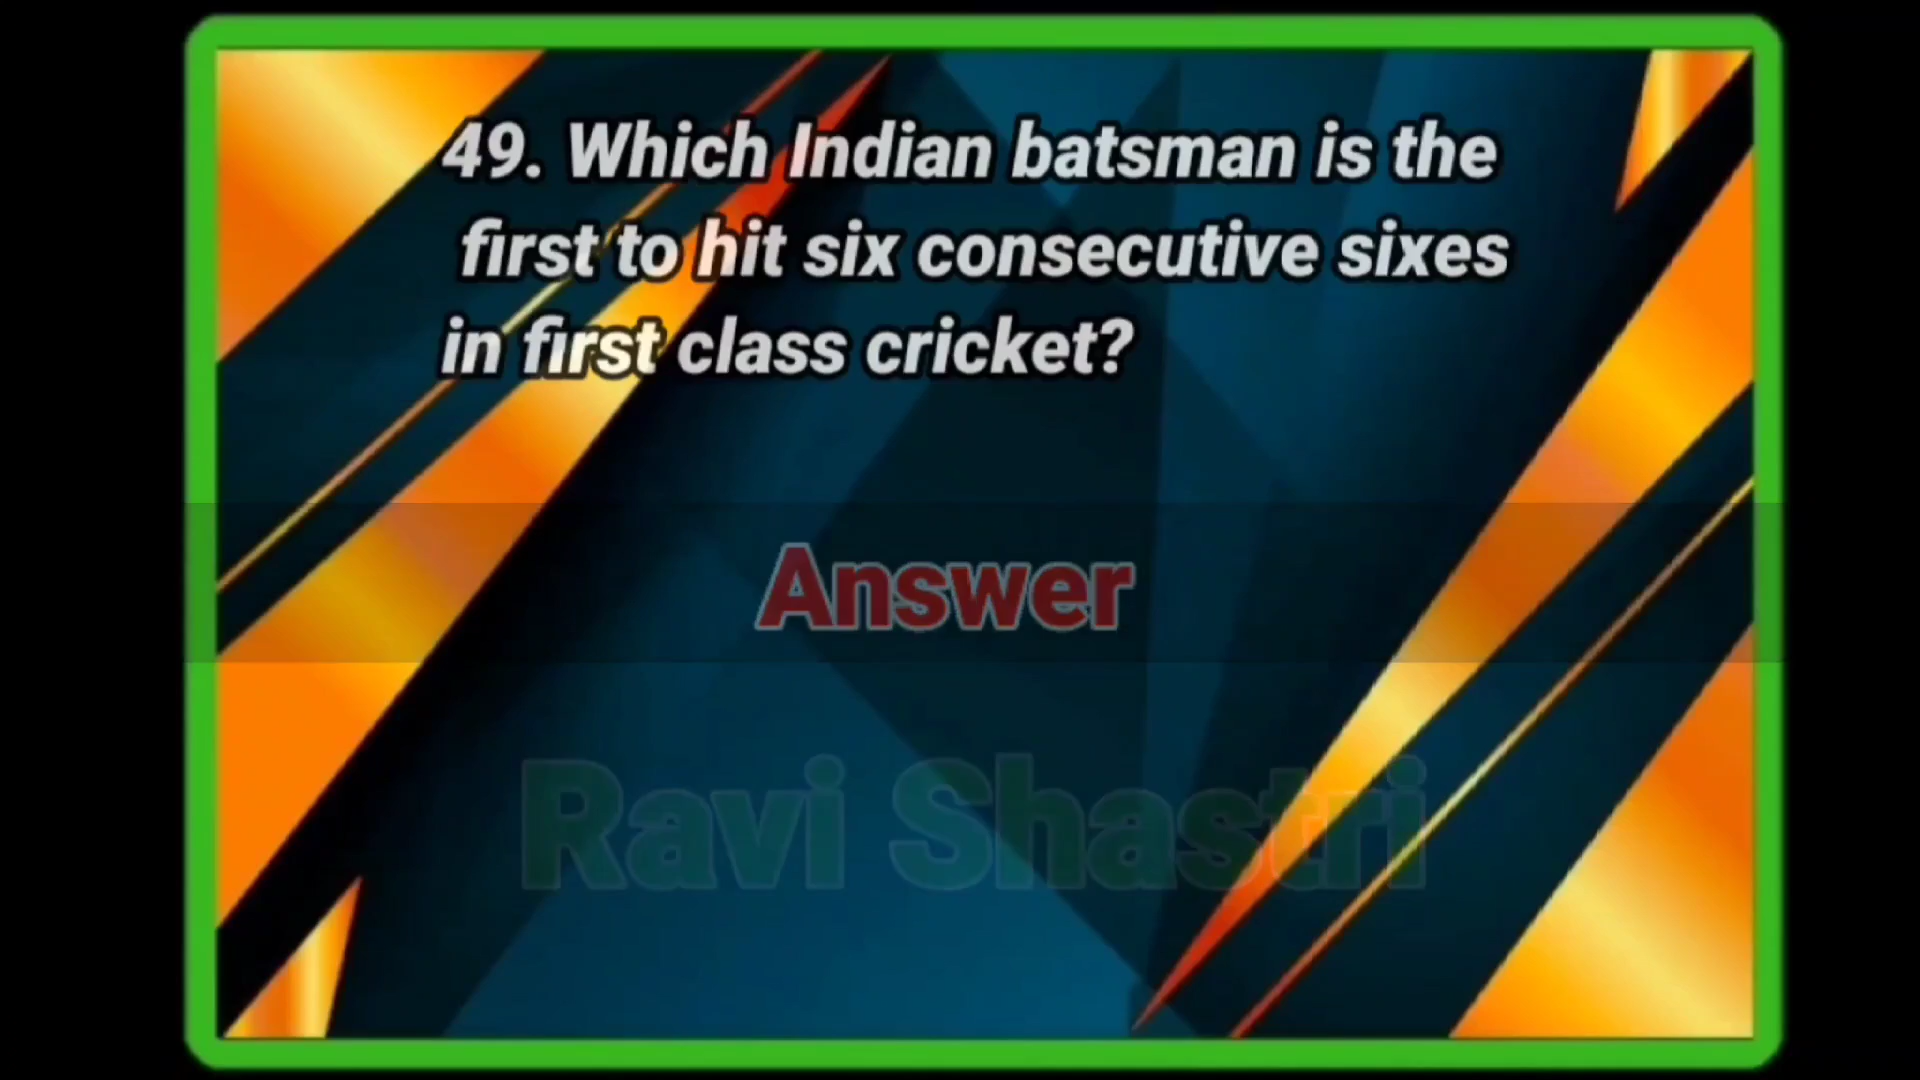 49. Which Indian batsman is the
first to hit six consecutive sixes
in first class cricket?
Answer
Ravi Shastri